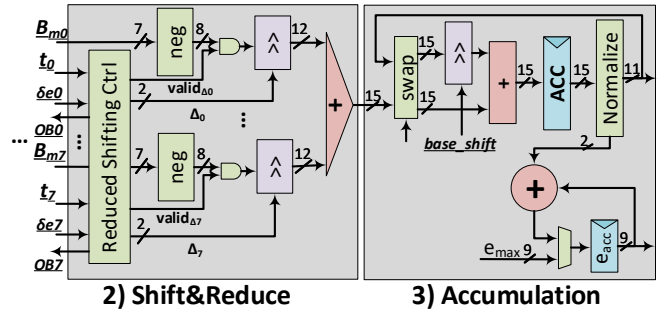 B_m0
7
neg
8
>>
12
t_0
Reduced Shifting Ctrl
valid_Δ0
δe0
2
Δ_0
OB0
...
...
...
B_m7
7
neg
8
>>
12
t_7
valid_Δ7
δe7
2
Δ_7
OB7
+
15
swap
15
15
>>
base_shift
+
15
ACC
15
Normalize
11
2
+
e_max
9
e_acc
9
2) Shift&Reduce
3) Accumulation